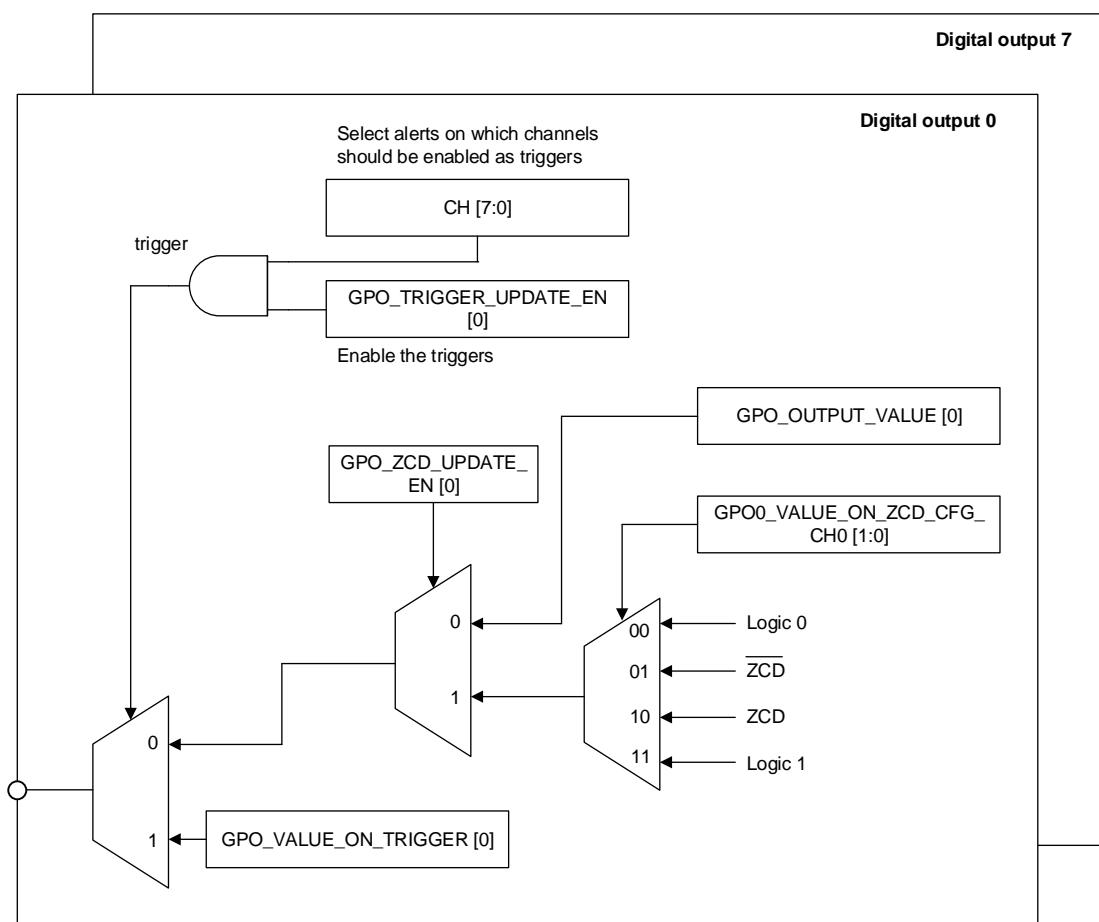 Digital output 7
Digital output 0
Select alerts on which channels
should be enabled as triggers
CH [7:0]
trigger
GPO_TRIGGER_UPDATE_EN
[0]
Enable the triggers
GPO_OUTPUT_VALUE [0]
GPO_ZCD_UPDATE_
EN [0]
GPO0_VALUE_ON_ZCD_CFG_
CH0 [1:0]
0
1
00
Logic 0
01
Z̅C̅D̅
10
ZCD
11
Logic 1
0
1
GPO_VALUE_ON_TRIGGER [0]